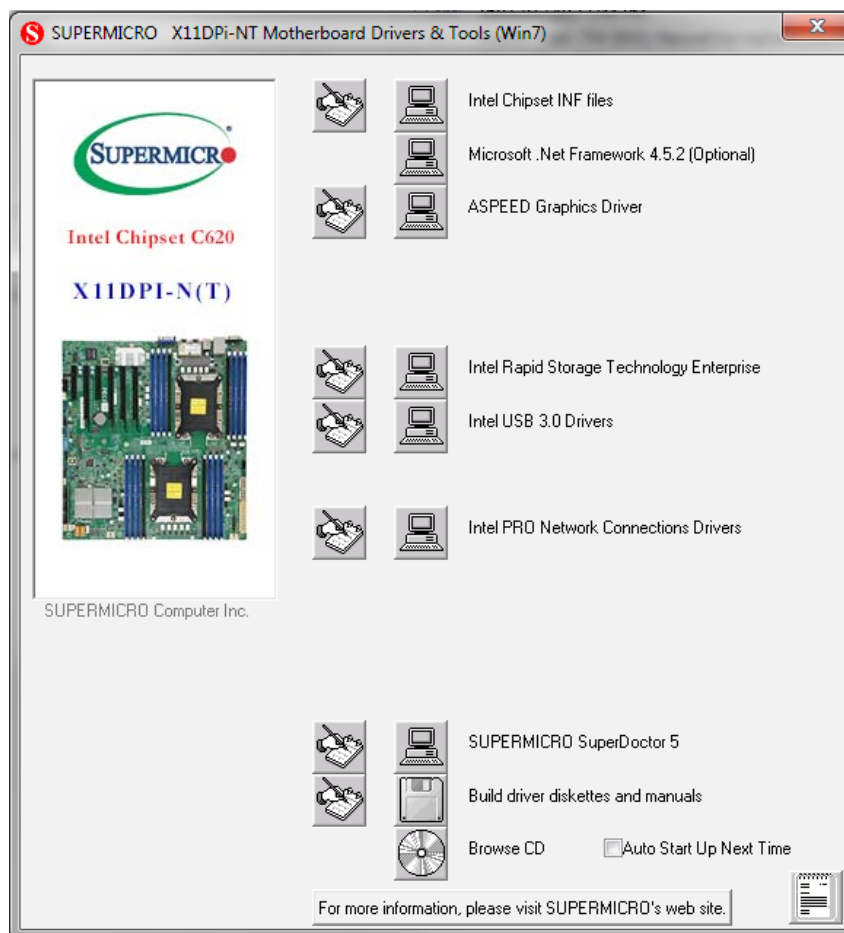 SUPERMICRO X11DPi-NT Motherboard Drivers & Tools (Win7)
SUPERMICRO
Intel Chipset C620
X11DPI-N(T)
SUPERMICRO Computer Inc.
Intel Chipset INF files
Microsoft .Net Framework 4.5.2 (Optional)
ASPEED Graphics Driver
Intel Rapid Storage Technology Enterprise
Intel USB 3.0 Drivers
Intel PRO Network Connections Drivers
SUPERMICRO SuperDoctor 5
Build driver diskettes and manuals
Browse CD
Auto Start Up Next Time
For more information, please visit SUPERMICRO's web site.